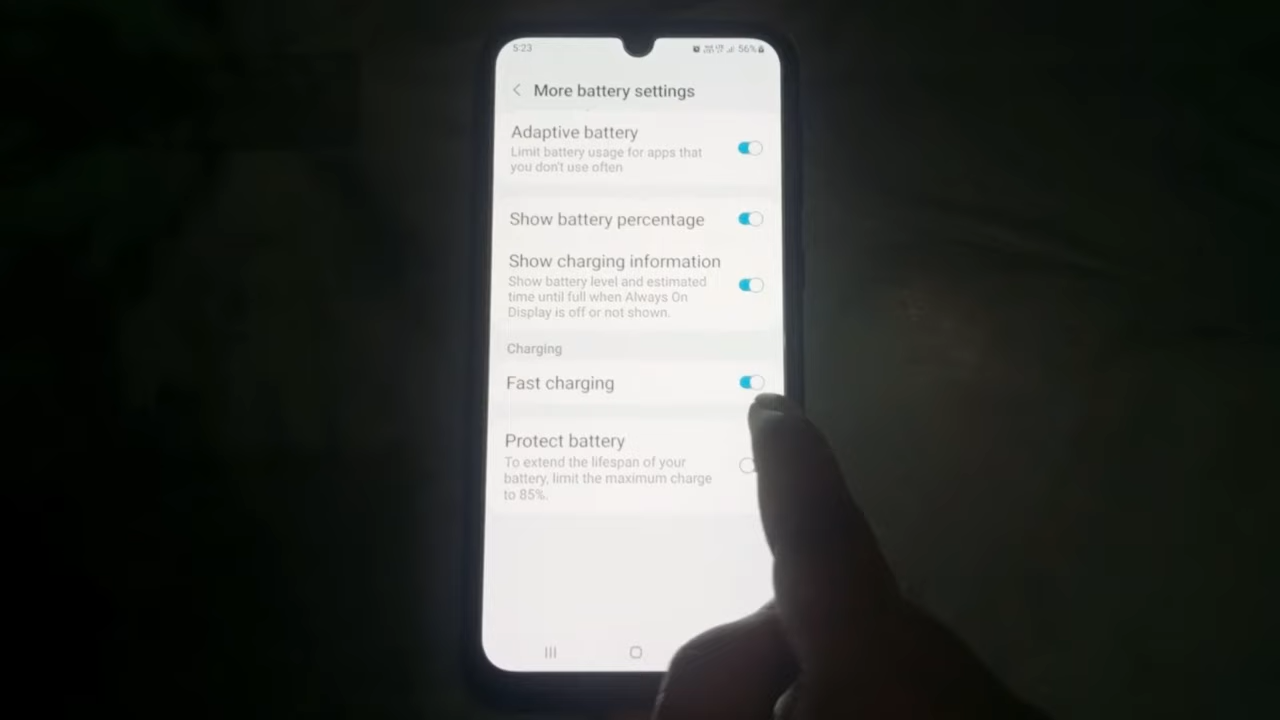 5:23
56%
More battery settings
Adaptive battery
Limit battery usage for apps that
you don't use often
Show battery percentage
Show charging information
Show battery level and estimated
time until full when Always On
Display is off or not shown.
Charging
Fast charging
Protect battery
To extend the lifespan of your
battery, limit the maximum charge
to 85%.